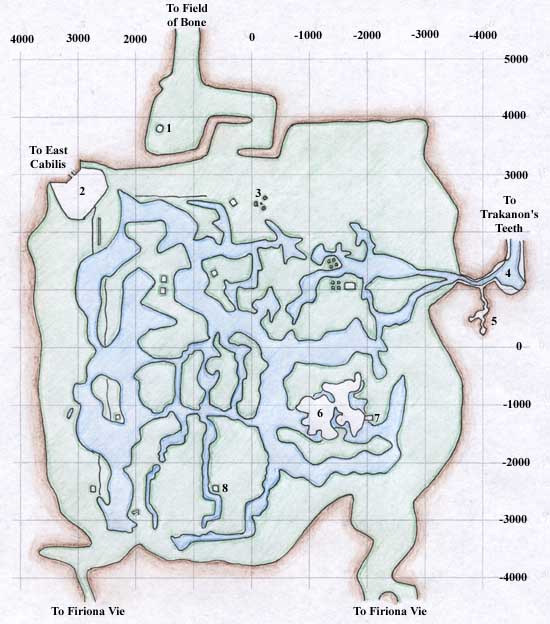 To Field
of Bone
4000 3000 2000 0 -1000 -3000 -4000
5000
1
4000
To East
Cabilis
2
3000
3
To
Trakanon's
Teeth
2000
4
1000
5
0
6
7
-1000
8
-2000
-3000
-4000
To Firiona Vie
To Firiona Vie